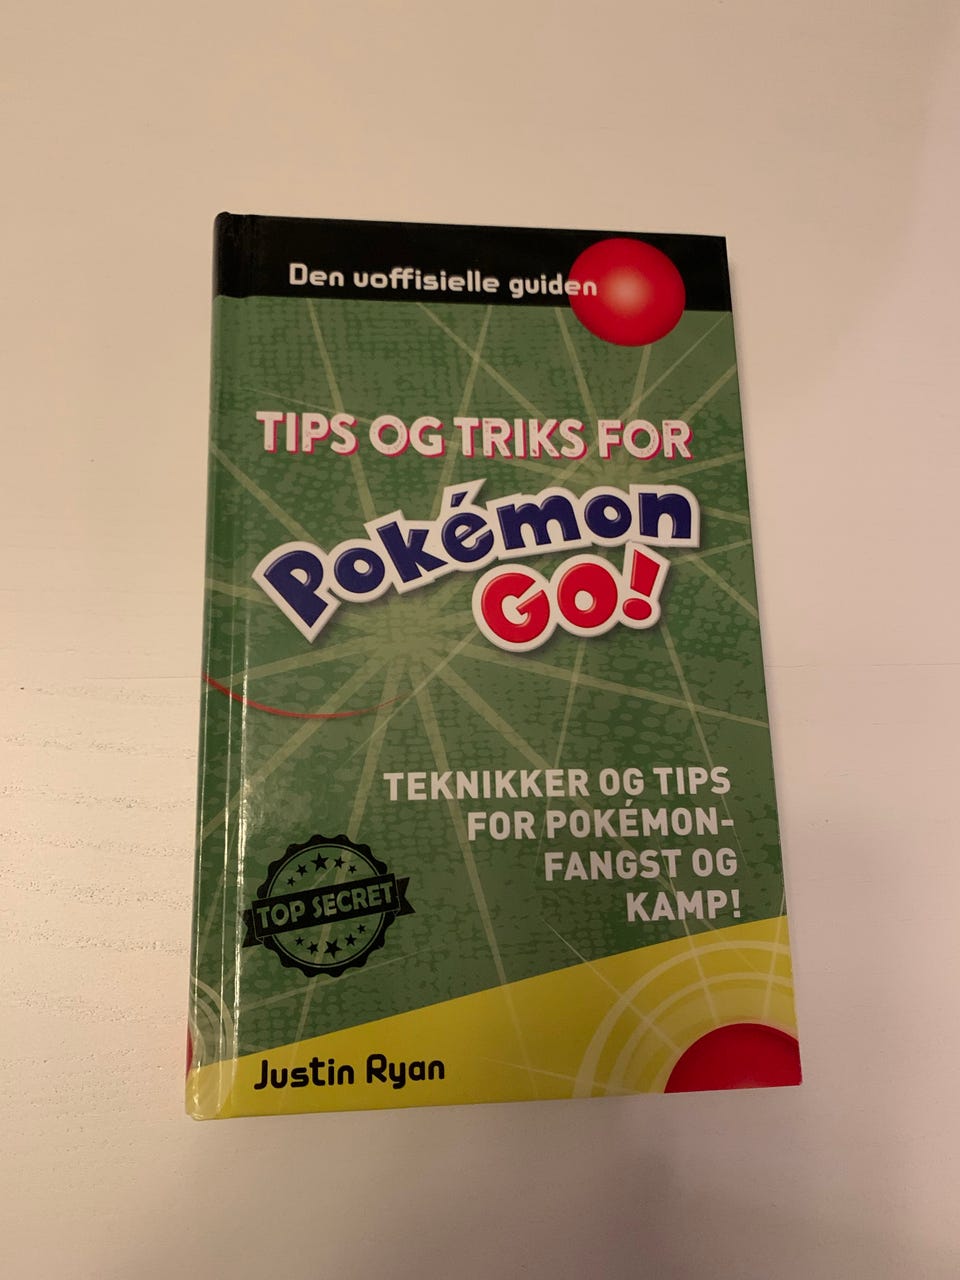 Den uoffisielle guiden
TIPS OG TRIKS FOR
Pokémon
GO!
TEKNIKKER OG TIPS
FOR POKÉMON-
FANGST OG
KAMP!
TOP SECRET
Justin Ryan